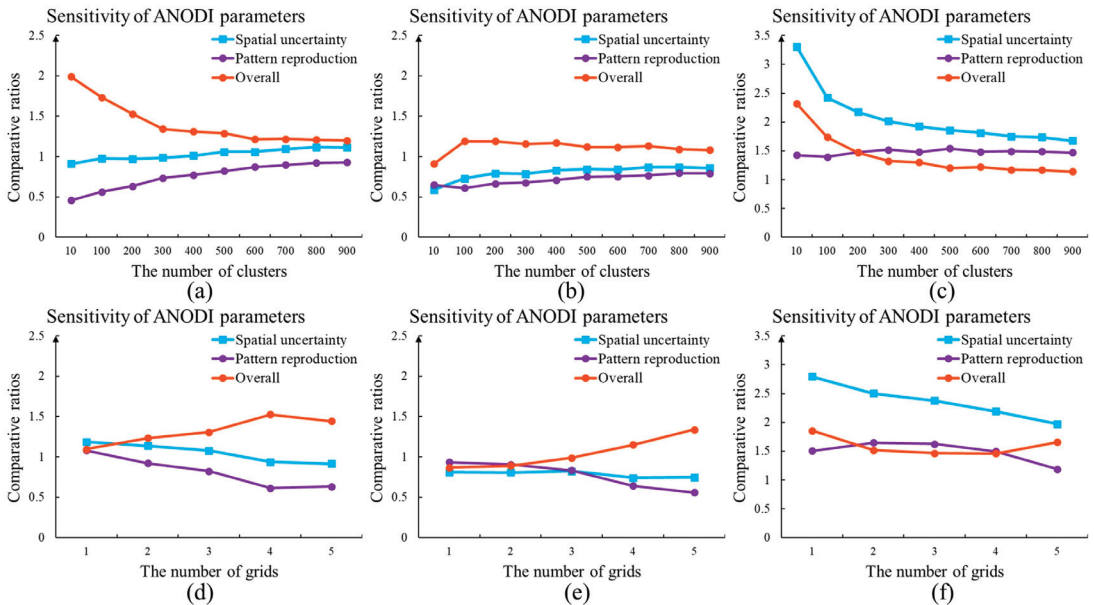 Sensitivity of ANODI parameters
2.5
2
1.5
1
0.5
0
Comparative ratios
Spatial uncertainty
Pattern reproduction
Overall
10 100 200 300 400 500 600 700 800 900
The number of clusters
(a)
Sensitivity of ANODI parameters
2.5
2
1.5
1
0.5
0
Comparative ratios
Spatial uncertainty
Pattern reproduction
Overall
10 100 200 300 400 500 600 700 800 900
The number of clusters
(b)
Sensitivity of ANODI parameters
3.5
3
2.5
2
1.5
1
0.5
0
Comparative ratios
Spatial uncertainty
Pattern reproduction
Overall
10 100 200 300 400 500 600 700 800 900
The number of clusters
(c)
Sensitivity of ANODI parameters
2.5
2
1.5
1
0.5
0
Comparative ratios
Spatial uncertainty
Pattern reproduction
Overall
1 2 3 4 5
The number of grids
(d)
Sensitivity of ANODI parameters
2.5
2
1.5
1
0.5
0
Comparative ratios
Spatial uncertainty
Pattern reproduction
Overall
1 2 3 4 5
The number of grids
(e)
Sensitivity of ANODI parameters
3.5
3
2.5
2
1.5
1
0.5
0
Comparative ratios
Spatial uncertainty
Pattern reproduction
Overall
1 2 3 4 5
The number of grids
(f)